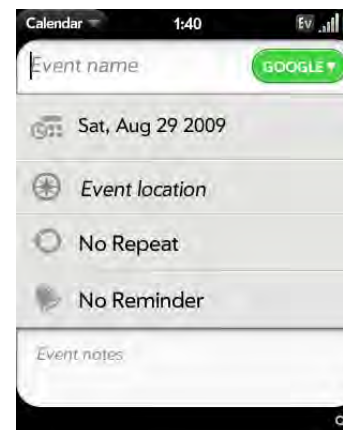 Calendar 1:40 Ev
Event name GOOGLE
Sat, Aug 29 2009
Event location
No Repeat
No Reminder
Event notes